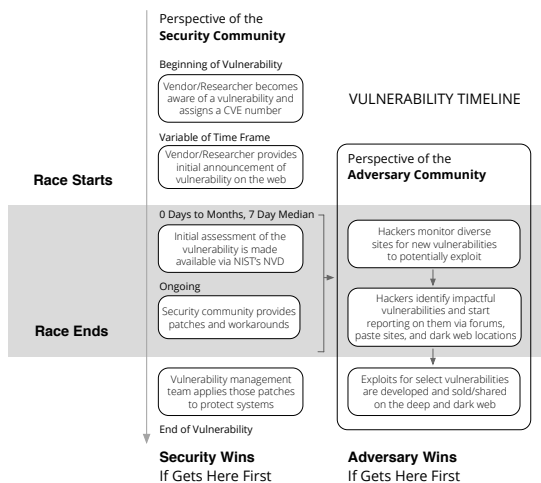 Perspective of the
Security Community
Beginning of Vulnerability
Vendor/Researcher becomes
aware of a vulnerability and
assigns a CVE number
VULNERABILITY TIMELINE
Variable of Time Frame
Vendor/Researcher provides
initial announcement of
vulnerability on the web
Race Starts
Perspective of the
Adversary Community
0 Days to Months, 7 Day Median
Initial assessment of the
vulnerability is made
available via NIST's NVD
Hackers monitor diverse
sites for new vulnerabilities
to potentially exploit
Ongoing
Security community provides
patches and workarounds
Hackers identify impactful
vulnerabilities and start
reporting on them via forums,
paste sites, and dark web locations
Race Ends
Vulnerability management
team applies those patches
to protect systems
Exploits for select vulnerabilities
are developed and sold/shared
on the deep and dark web
End of Vulnerability
Security Wins
If Gets Here First
Adversary Wins
If Gets Here First